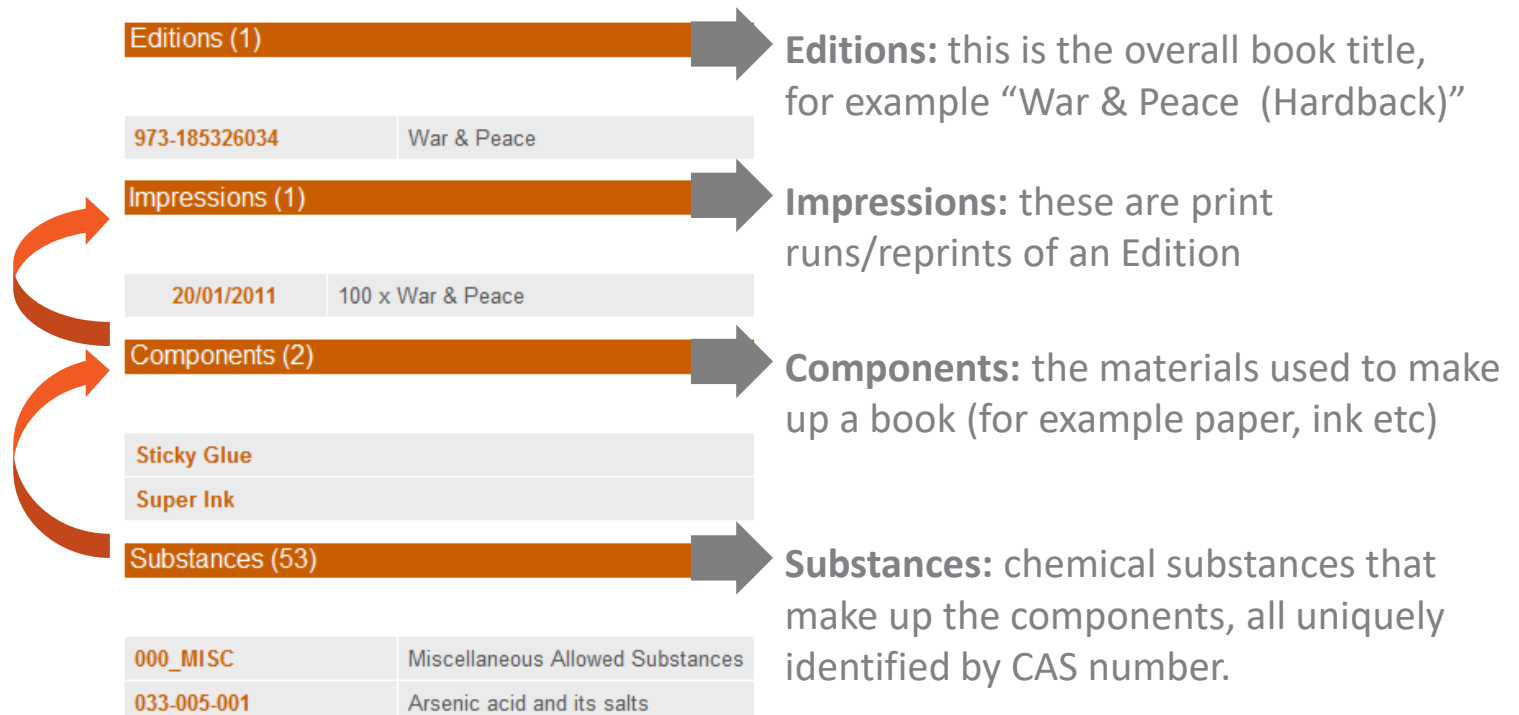 Editions (1)
Editions: this is the overall book title,
for example “War & Peace  (Hardback)”
973-185326034 War & Peace
Impressions (1)
Impressions: these are print
runs/reprints of an Edition
20/01/2011 100 x War & Peace
Components (2)
Components: the materials used to make
up a book (for example paper, ink etc)
Sticky Glue
Super Ink
Substances (53)
Substances: chemical substances that
make up the components, all uniquely
identified by CAS number.
000_MISC Miscellaneous Allowed Substances
033-005-001 Arsenic acid and its salts